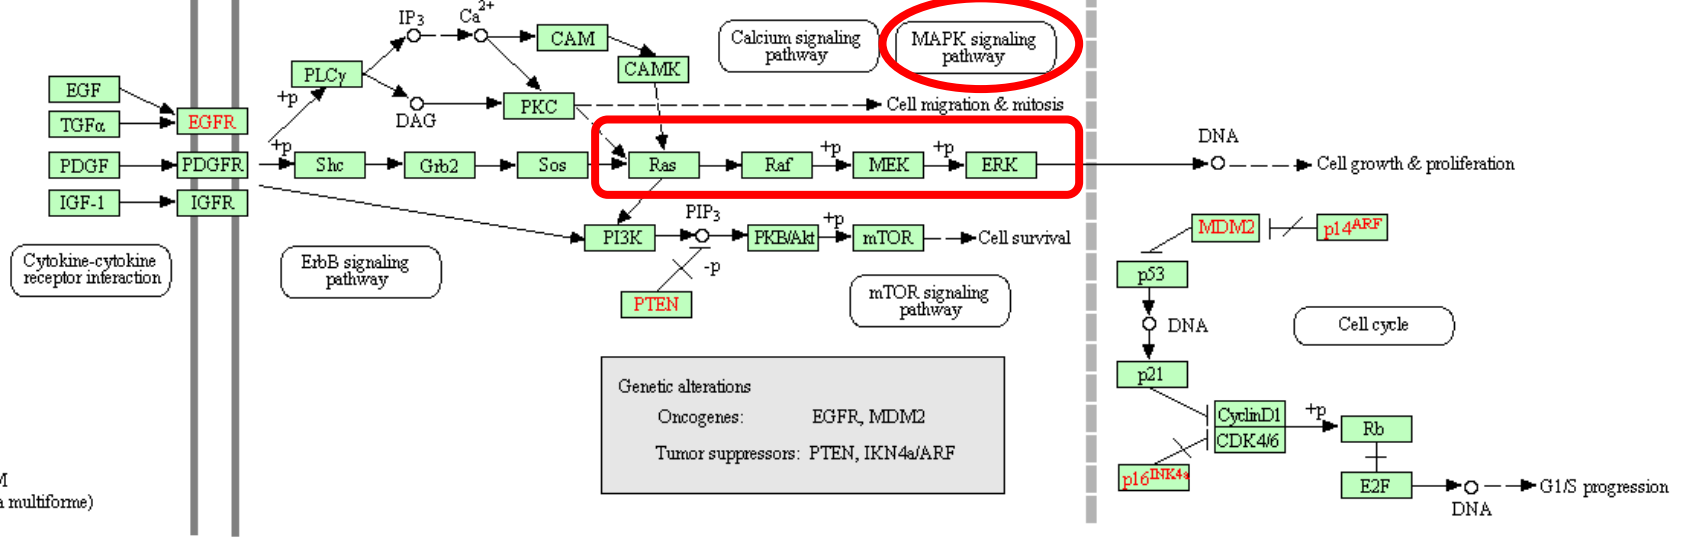 IP3
Ca2+
CAM
Calcium signaling
pathway
MAPK signaling
pathway
PLCγ
CAMK
EGF
+p
PKC
Cell migration & mitosis
DAG
TGFα
EGFR
DNA
+p
PDGF
PDGFR
Shc
Grb2
Sos
Ras
Raf
+p
MEK
+p
ERK
Cell growth & proliferation
IGF-1
IGFR
PIP3
+p
PI3K
PKB/Akt
mTOR
Cell survival
MDM2
p14ARF
Cytokine-cytokine
receptor interaction
ErbB signaling
pathway
-p
PTEN
mTOR signaling
pathway
p53
DNA
Cell cycle
p21
Genetic alterations
Oncogenes: EGFR, MDM2
Tumor suppressors: PTEN, IKN4a/ARF
CyclinD1
CDK4/6
+p
Rb
p16INK4a
E2F
DNA
G1/S progression
M
a multiforme)